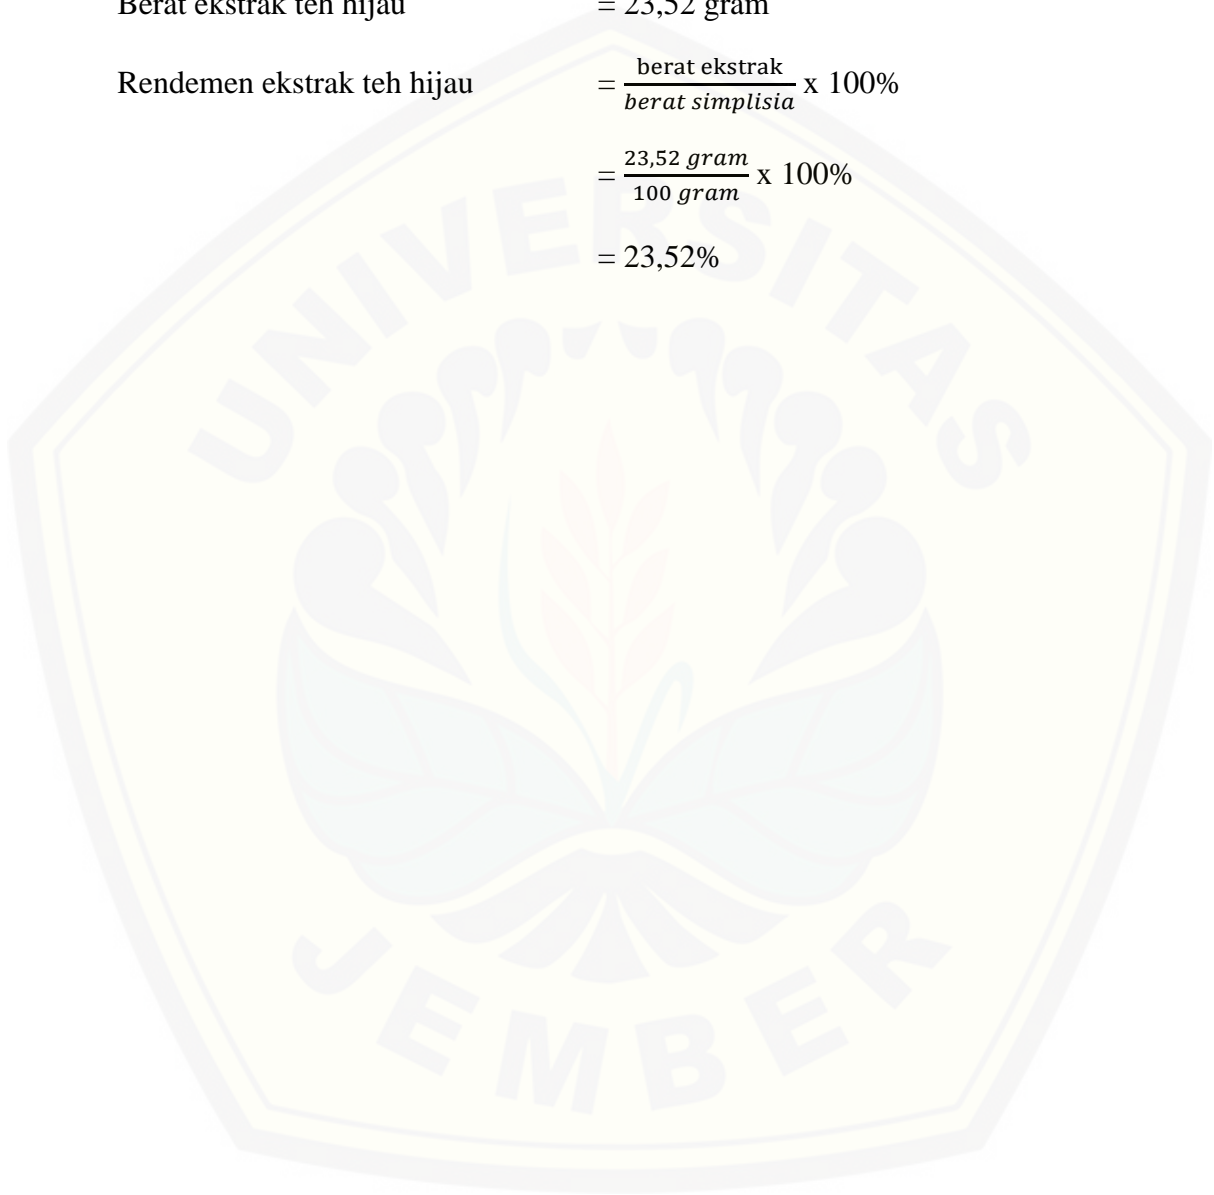 Berat ekstrak teh hijau = 23,52 gram
Rendemen ekstrak teh hijau = berat ekstrak / berat simplisia x 100%
= 23,52 gram / 100 gram x 100%
= 23,52%
UNIVERSITAS
JEMBER